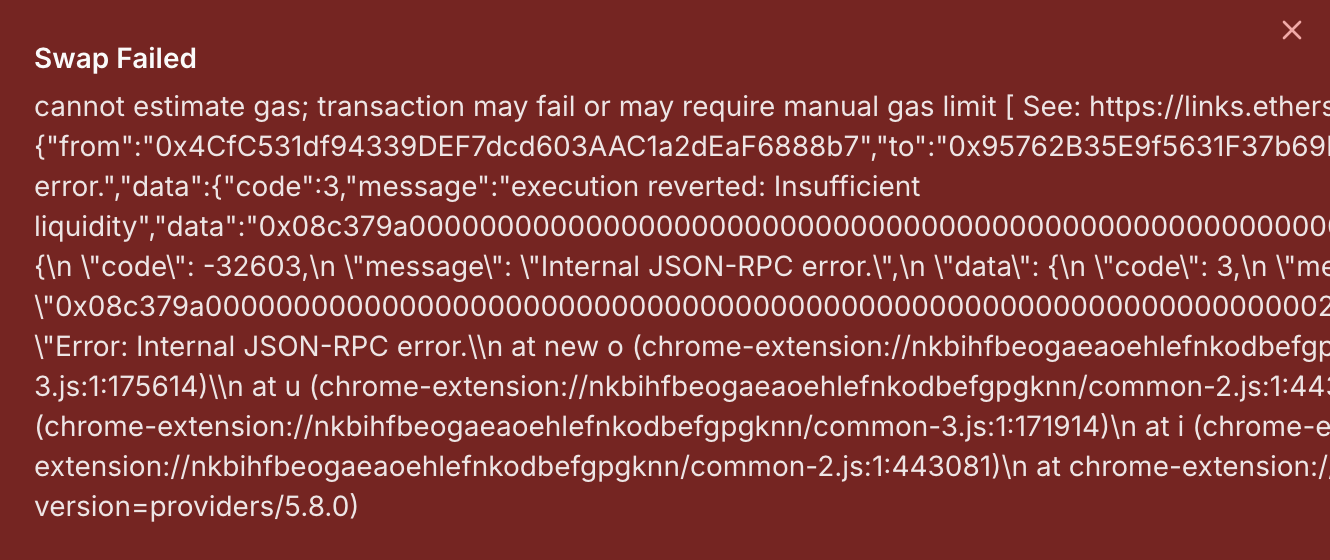 Swap Failed
cannot estimate gas; transaction may fail or may require manual gas limit [ See: https://links.ethers
{"from":"0x4CfC531df94339DEF7dcd603AAC1a2dEaF6888b7","to":"0x95762B35E9f5631F37b69
error.","data":{"code":3,"message":"execution reverted: Insufficient
liquidity","data":"0x08c379a00000000000000000000000000000000000000000000000000000000000
{\n \"code\": -32603,\n \"message\": \"Internal JSON-RPC error.\",\n \"data\": {\n \"code\": 3,\n \"me
\"0x08c379a00000000000000000000000000000000000000000000000000000000000000002
\"Error: Internal JSON-RPC error.\\n at new o (chrome-extension://nkbihfbeogaeaoehlefnkodbefgp
3.js:1:175614)\\n at u (chrome-extension://nkbihfbeogaeaoehlefnkodbefgpgknn/common-2.js:1:443
(chrome-extension://nkbihfbeogaeaoehlefnkodbefgpgknn/common-3.js:1:171914)\n at i (chrome-e
extension://nkbihfbeogaeaoehlefnkodbefgpgknn/common-2.js:1:443081)\n at chrome-extension:/
version=providers/5.8.0)